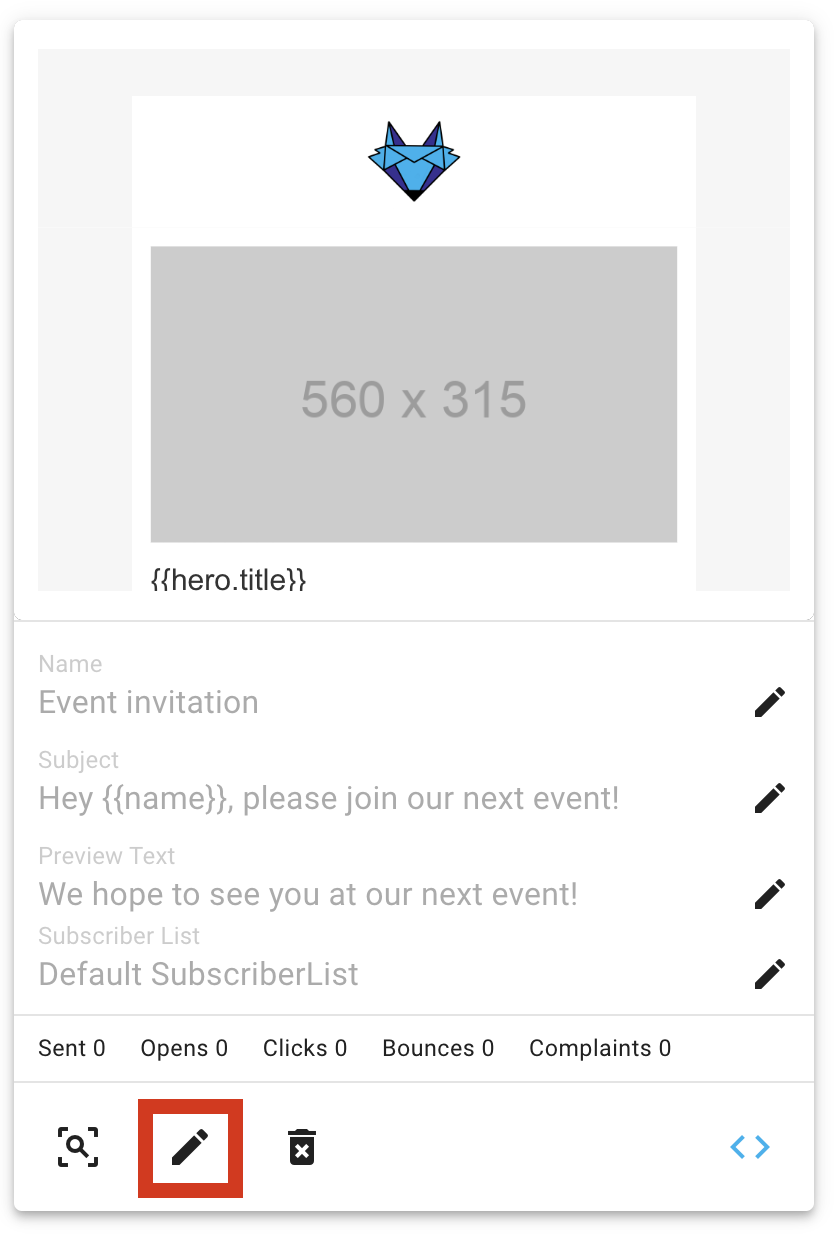 560 x 315
{{hero.title}}
Name
Event invitation
Subject
Hey {{name}}, please join our next event!
Preview Text
We hope to see you at our next event!
Subscriber List
Default SubscriberList
Sent 0 Opens 0 Clicks 0 Bounces 0 Complaints 0